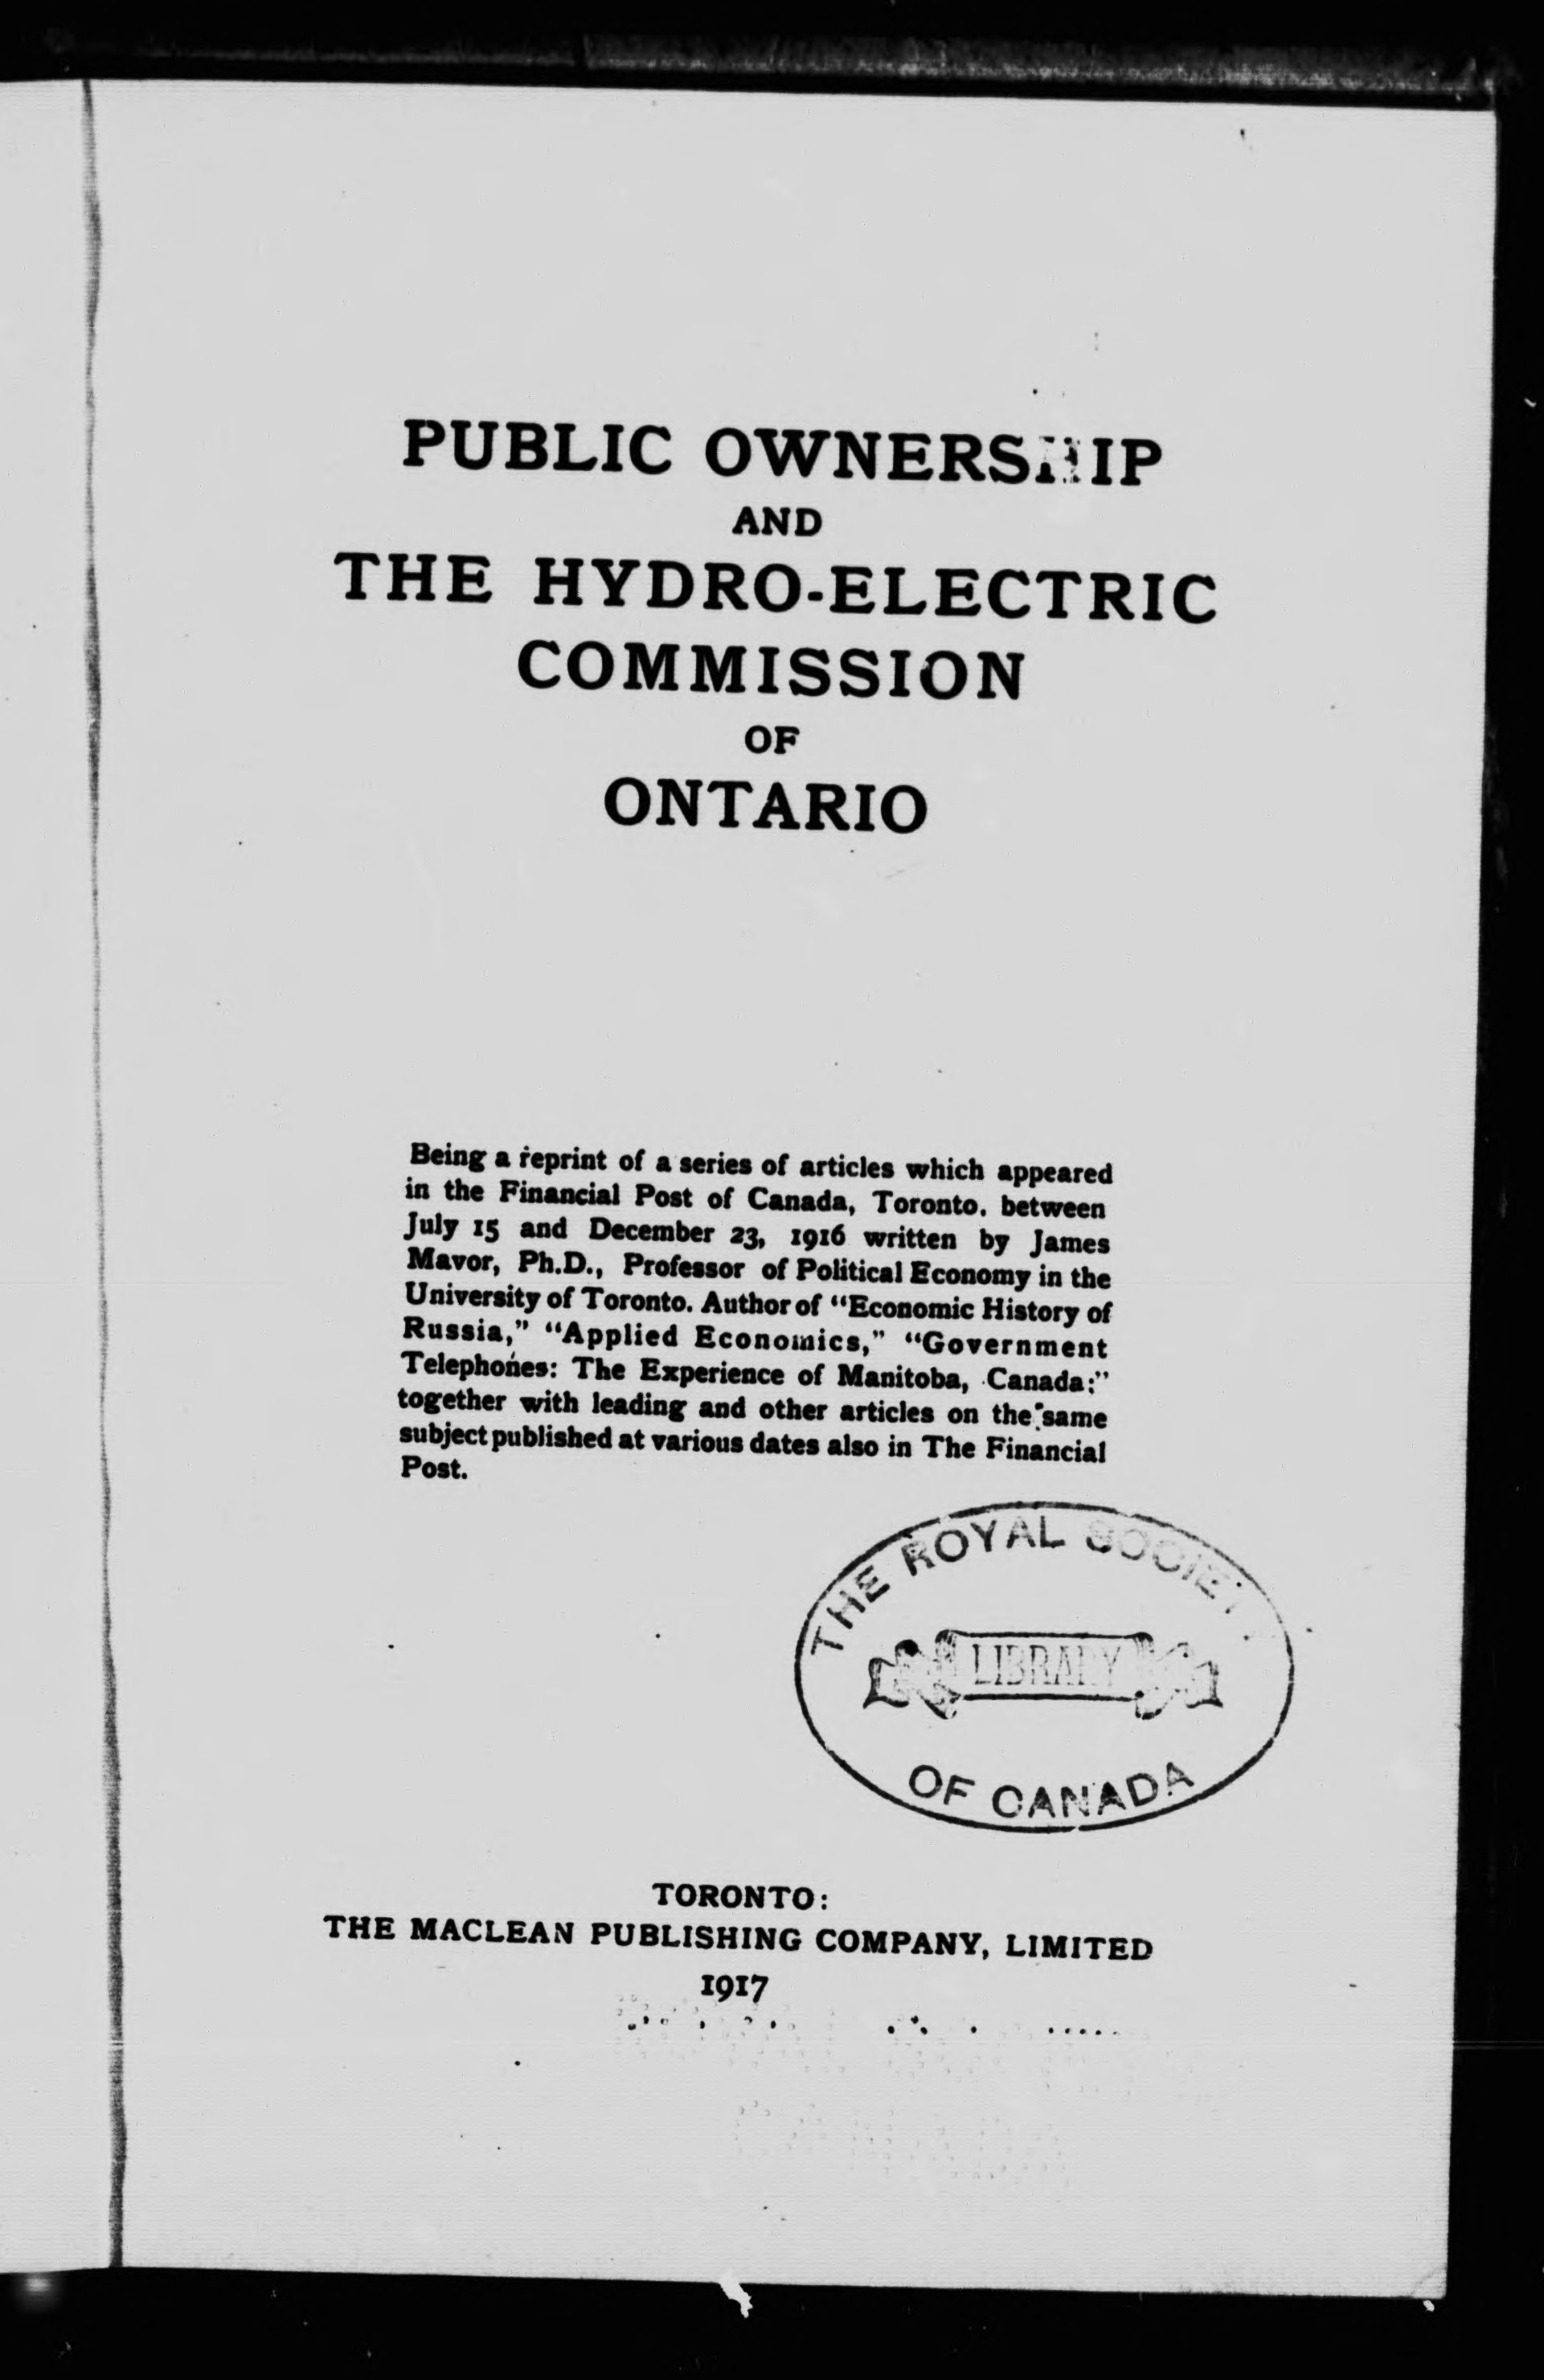 PUBLIC OWNERSHIP
AND
THE HYDRO-ELECTRIC
COMMISSION
OF
ONTARIO
Being a reprint of a series of articles which appeared
in the Financial Post of Canada, Toronto. between
July 15 and December 23, 1916 written by James
Mavor, Ph.D., Professor of Political Economy in the
University of Toronto. Author of “Economic History of
Russia,” “Applied Economics,” “Government
Telephones: The Experience of Manitoba, Canada;”
together with leading and other articles on the same
subject published at various dates also in The Financial
Post.
THE ROYAL SOCIETY
LIBRARY
OF CANADA
TORONTO:
THE MACLEAN PUBLISHING COMPANY, LIMITED
1917